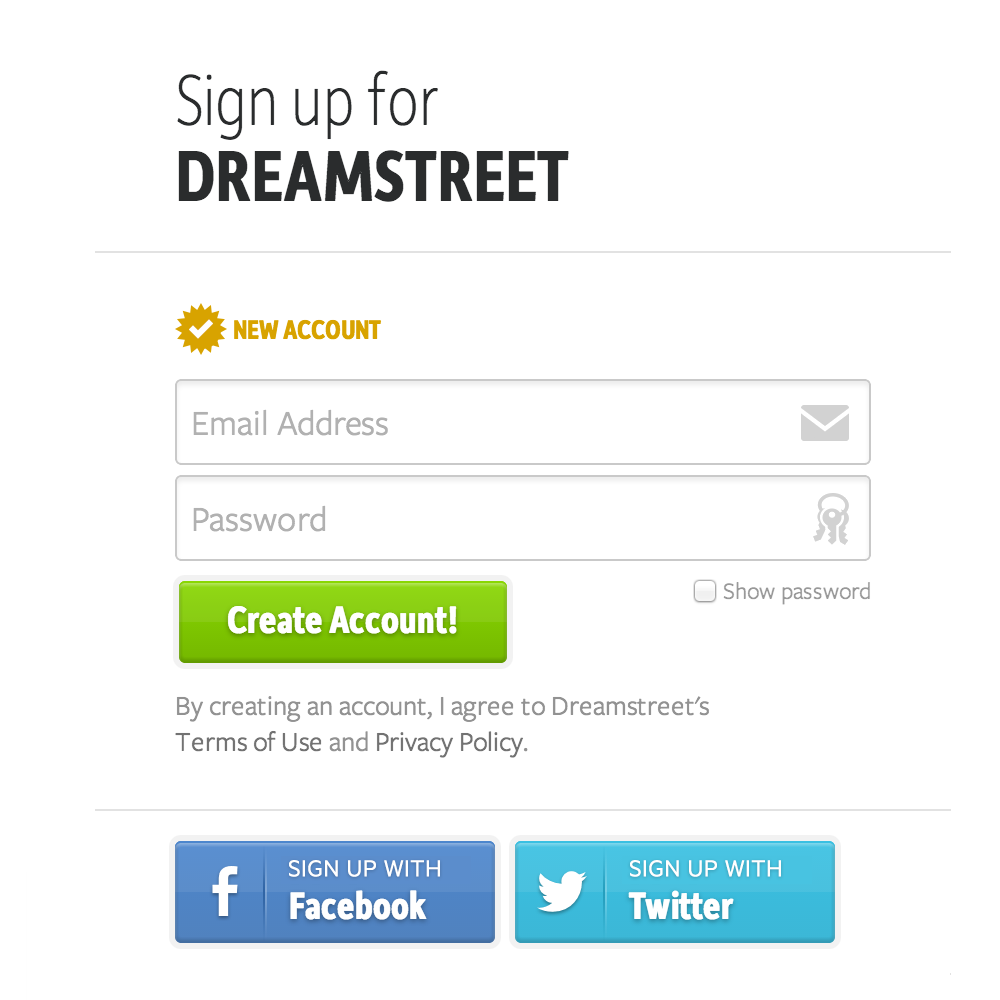 Sign up for
DREAMSTREET
NEW ACCOUNT
Email Address
Password
Create Account!
Show password
By creating an account, I agree to Dreamstreet's
Terms of Use and Privacy Policy.
SIGN UP WITH
Facebook
SIGN UP WITH
Twitter